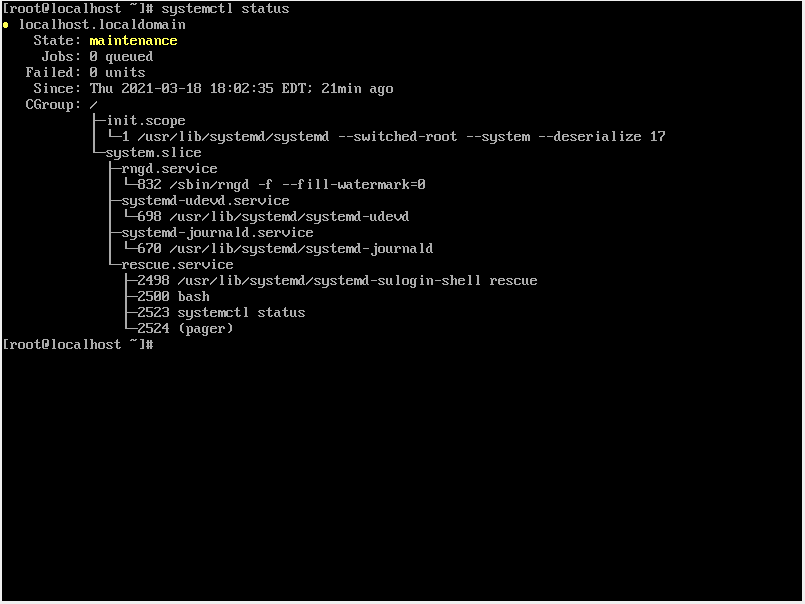 [root@localhost ~]# systemctl status
● localhost.localdomain
    State: maintenance
     Jobs: 0 queued
   Failed: 0 units
    Since: Thu 2021-03-18 18:02:35 EDT; 21min ago
   CGroup: /
           ├─init.scope
           │ └─1 /usr/lib/systemd/systemd --switched-root --system --deserialize 17
           └─system.slice
             ├─rngd.service
             │ └─832 /sbin/rngd -f --fill-watermark=0
             ├─systemd-udevd.service
             │ └─698 /usr/lib/systemd/systemd-udevd
             ├─systemd-journald.service
             │ └─670 /usr/lib/systemd/systemd-journald
             └─rescue.service
               ├─2498 /usr/lib/systemd/systemd-sulogin-shell rescue
               ├─2500 bash
               ├─2523 systemctl status
               └─2524 (pager)
[root@localhost ~]#